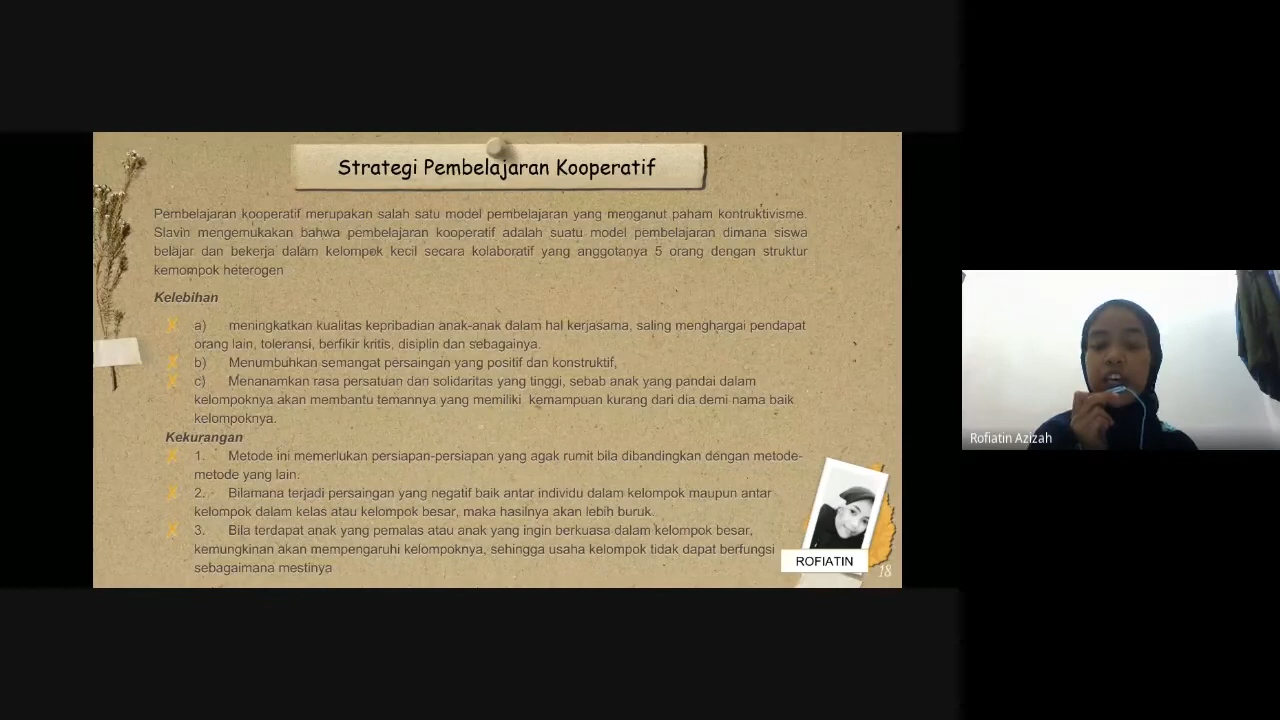 Strategi Pembelajaran Kooperatif
Pembelajaran kooperatif merupakan salah satu model pembelajaran yang menganut paham kontruktivisme.
Slavin mengemukakan bahwa pembelajaran kooperatif adalah suatu model pembelajaran dimana siswa
belajar dan bekerja dalam kelompok kecil secara kolaboratif yang anggotanya 5 orang dengan struktur
kemompok heterogen
Kelebihan
a) meningkatkan kualitas kepribadian anak-anak dalam hal kerjasama, saling menghargai pendapat
orang lain, toleransi, berfikir kritis, disiplin dan sebagainya.
b) Menumbuhkan semangat persaingan yang positif dan konstruktif,
c) Menanamkan rasa persatuan dan solidaritas yang tinggi, sebab anak yang pandai dalam
kelompoknya akan membantu temannya yang memiliki kemampuan kurang dari dia demi nama baik
kelompoknya.
Kekurangan
1. Metode ini memerlukan persiapan-persiapan yang agak rumit bila dibandingkan dengan metode-
metode yang lain.
2. Bilamana terjadi persaingan yang negatif baik antar individu dalam kelompok maupun antar
kelompok dalam kelas atau kelompok besar, maka hasilnya akan lebih buruk.
3. Bila terdapat anak yang pemalas atau anak yang ingin berkuasa dalam kelompok besar,
kemungkinan akan mempengaruhi kelompoknya, sehingga usaha kelompok tidak dapat berfungsi
sebagaimana mestinya
ROFIATIN
18
Rofiatin Azizah